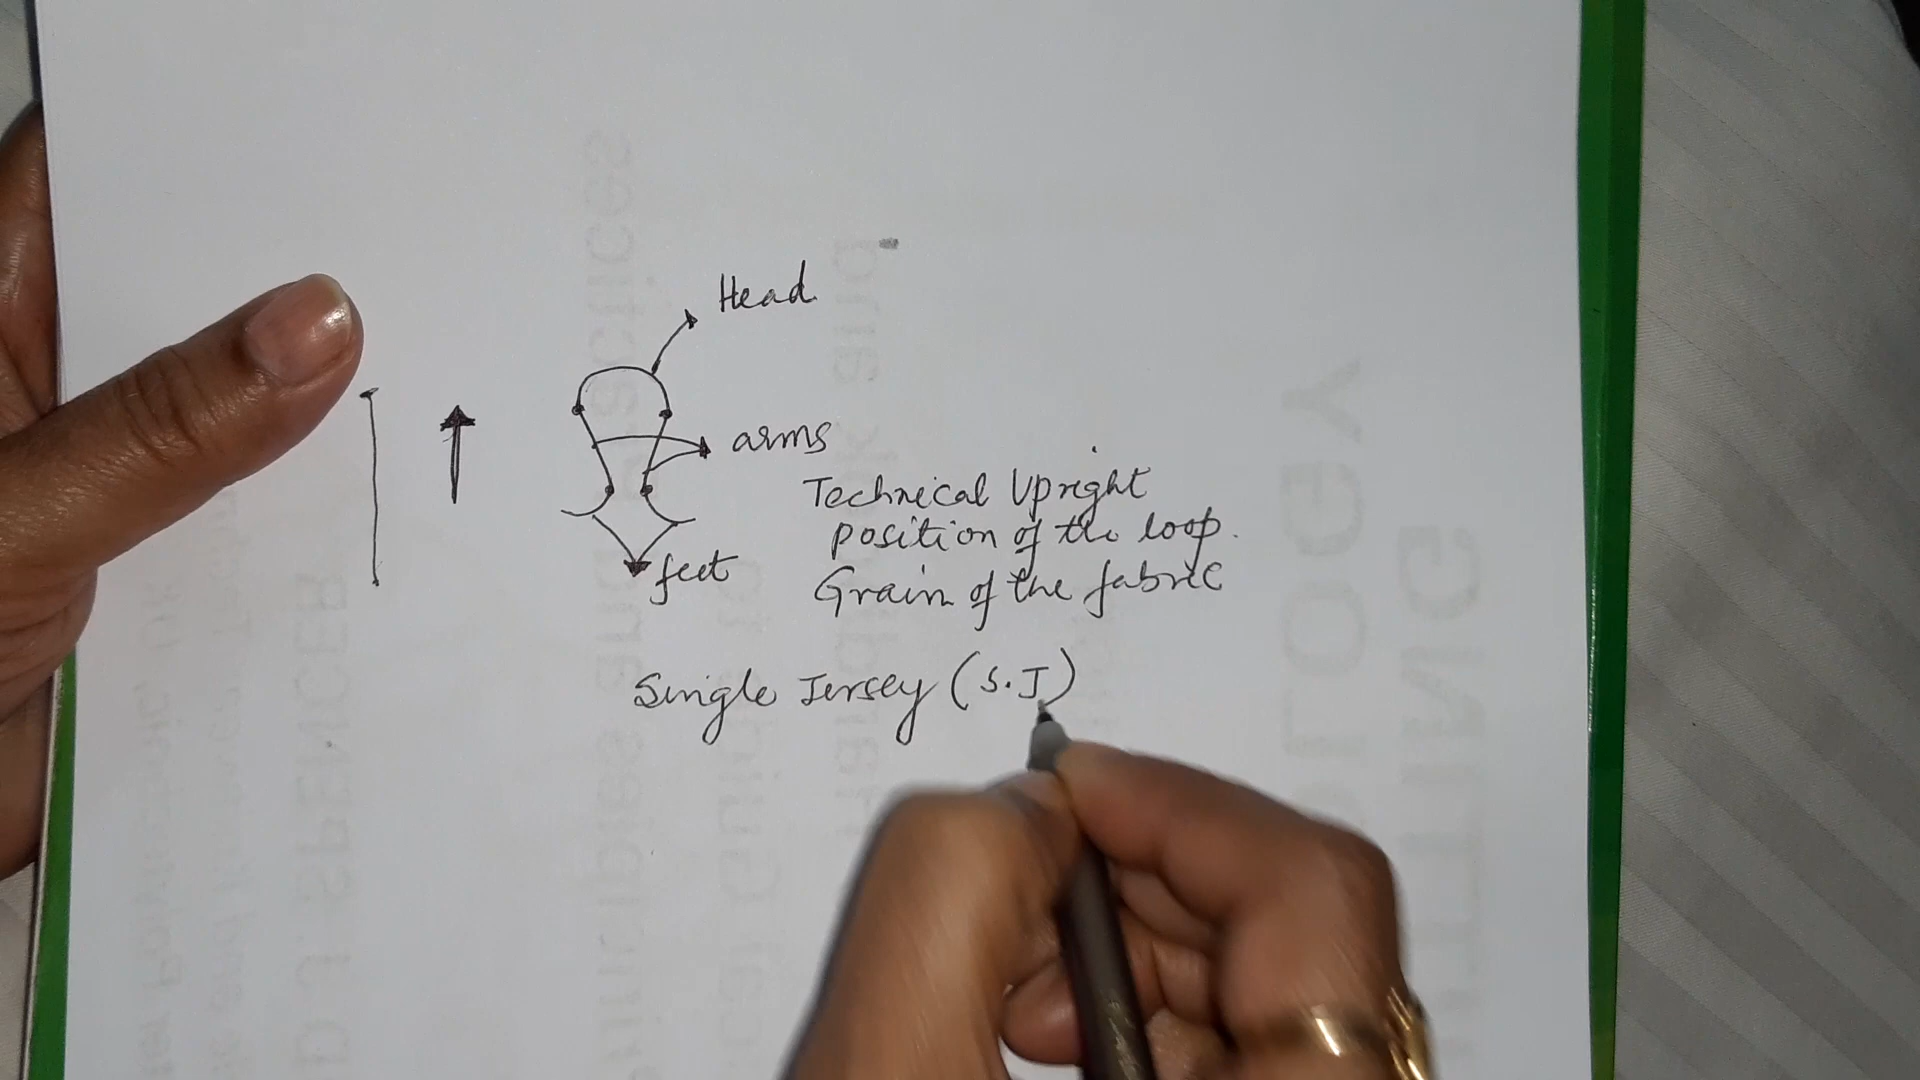 Head
arms
Technical Upright
position of the loop.
feet
Grain of the fabric
Single Jersey (S.J)